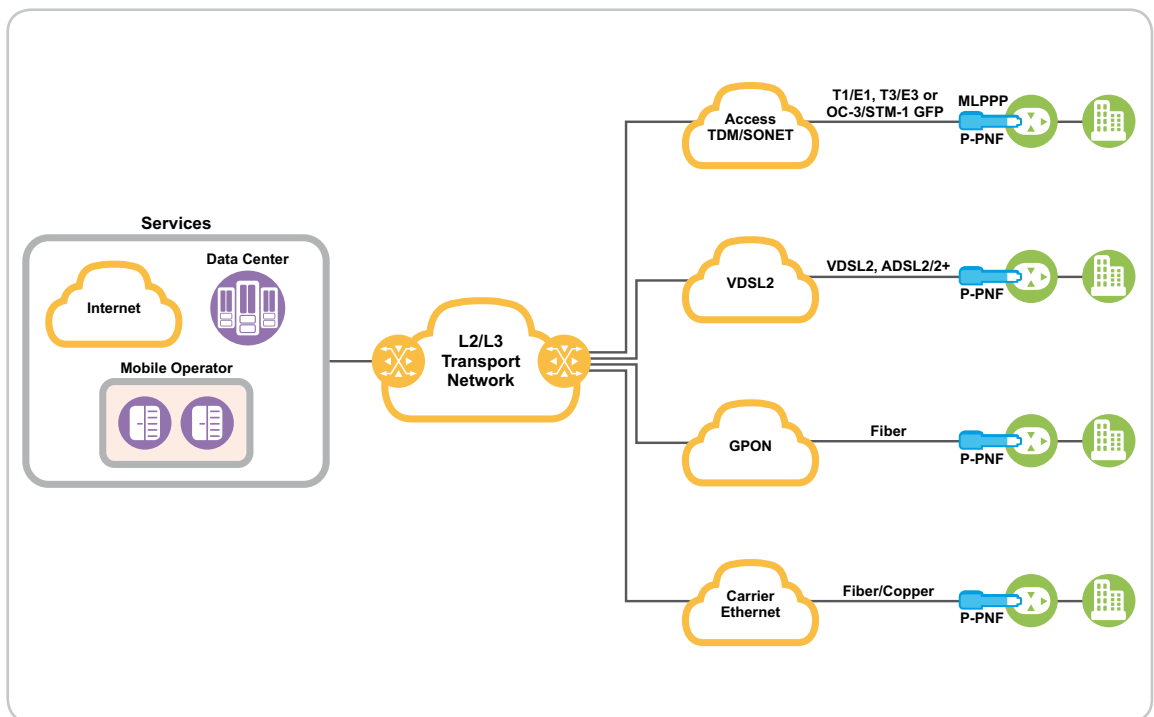 Services
Internet
Data Center
Mobile Operator
L2/L3
Transport
Network
Access
TDM/SONET
T1/E1, T3/E3 or
OC-3/STM-1 GFP
MLPPP
P-PNF
VDSL2
VDSL2, ADSL2/2+
P-PNF
GPON
Fiber
P-PNF
Carrier
Ethernet
Fiber/Copper
P-PNF